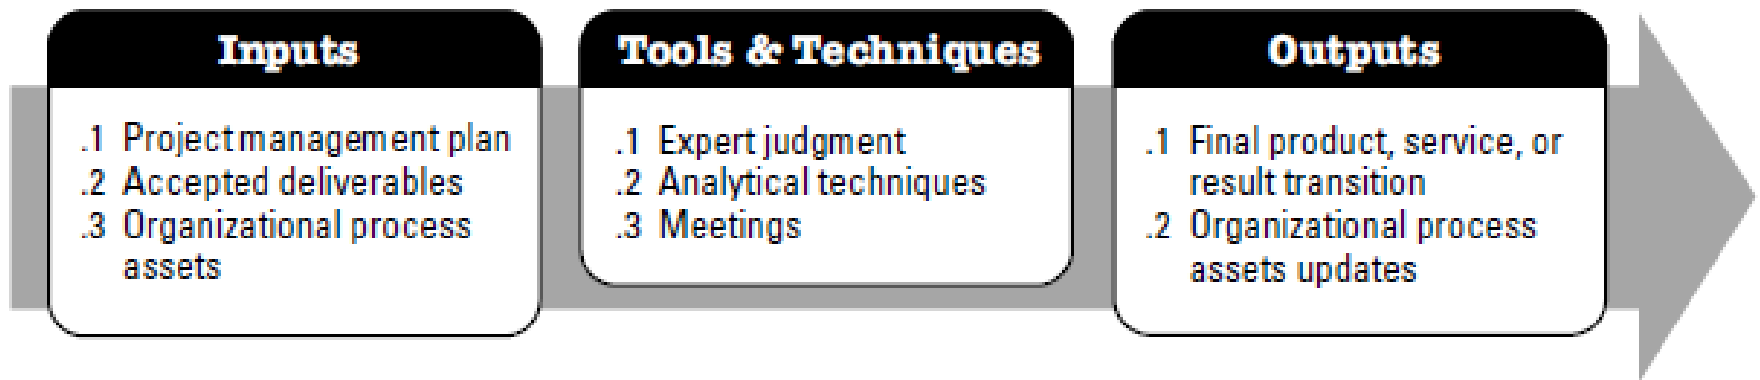 Inputs
.1 Project management plan
.2 Accepted deliverables
.3 Organizational process
assets
Tools & Techniques
.1 Expert judgment
.2 Analytical techniques
.3 Meetings
Outputs
.1 Final product, service, or
result transition
.2 Organizational process
assets updates